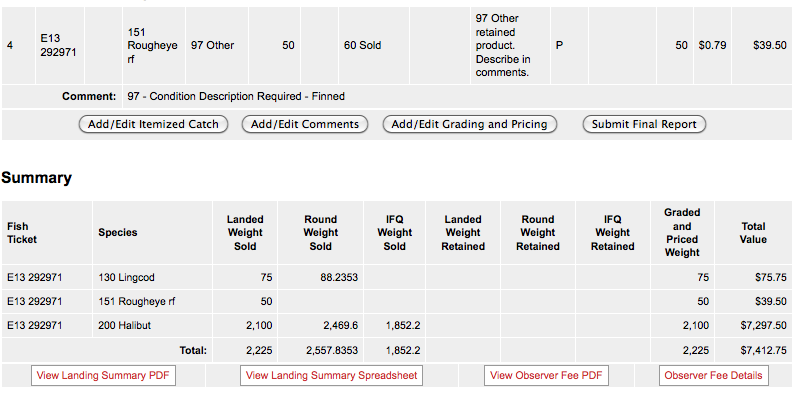 4 E13 292971 151 Rougheye rf 97 Other 50 60 Sold 97 Other retained product. Describe in comments. P 50 $0.79 $39.50
Comment: 97 - Condition Description Required - Finned
Add/Edit Itemized Catch Add/Edit Comments Add/Edit Grading and Pricing Submit Final Report
Summary
Fish Ticket Species Landed Weight Sold Round Weight Sold IFQ Weight Sold Landed Weight Retained Round Weight Retained IFQ Weight Retained Graded and Priced Weight Total Value
E13 292971 130 Lingcod 75 88.2353 75 $75.75
E13 292971 151 Rougheye rf 50 50 $39.50
E13 292971 200 Halibut 2,100 2,469.6 1,852.2 2,100 $7,297.50
Total: 2,225 2,557.8353 1,852.2 2,225 $7,412.75
View Landing Summary PDF View Landing Summary Spreadsheet View Observer Fee PDF Observer Fee Details